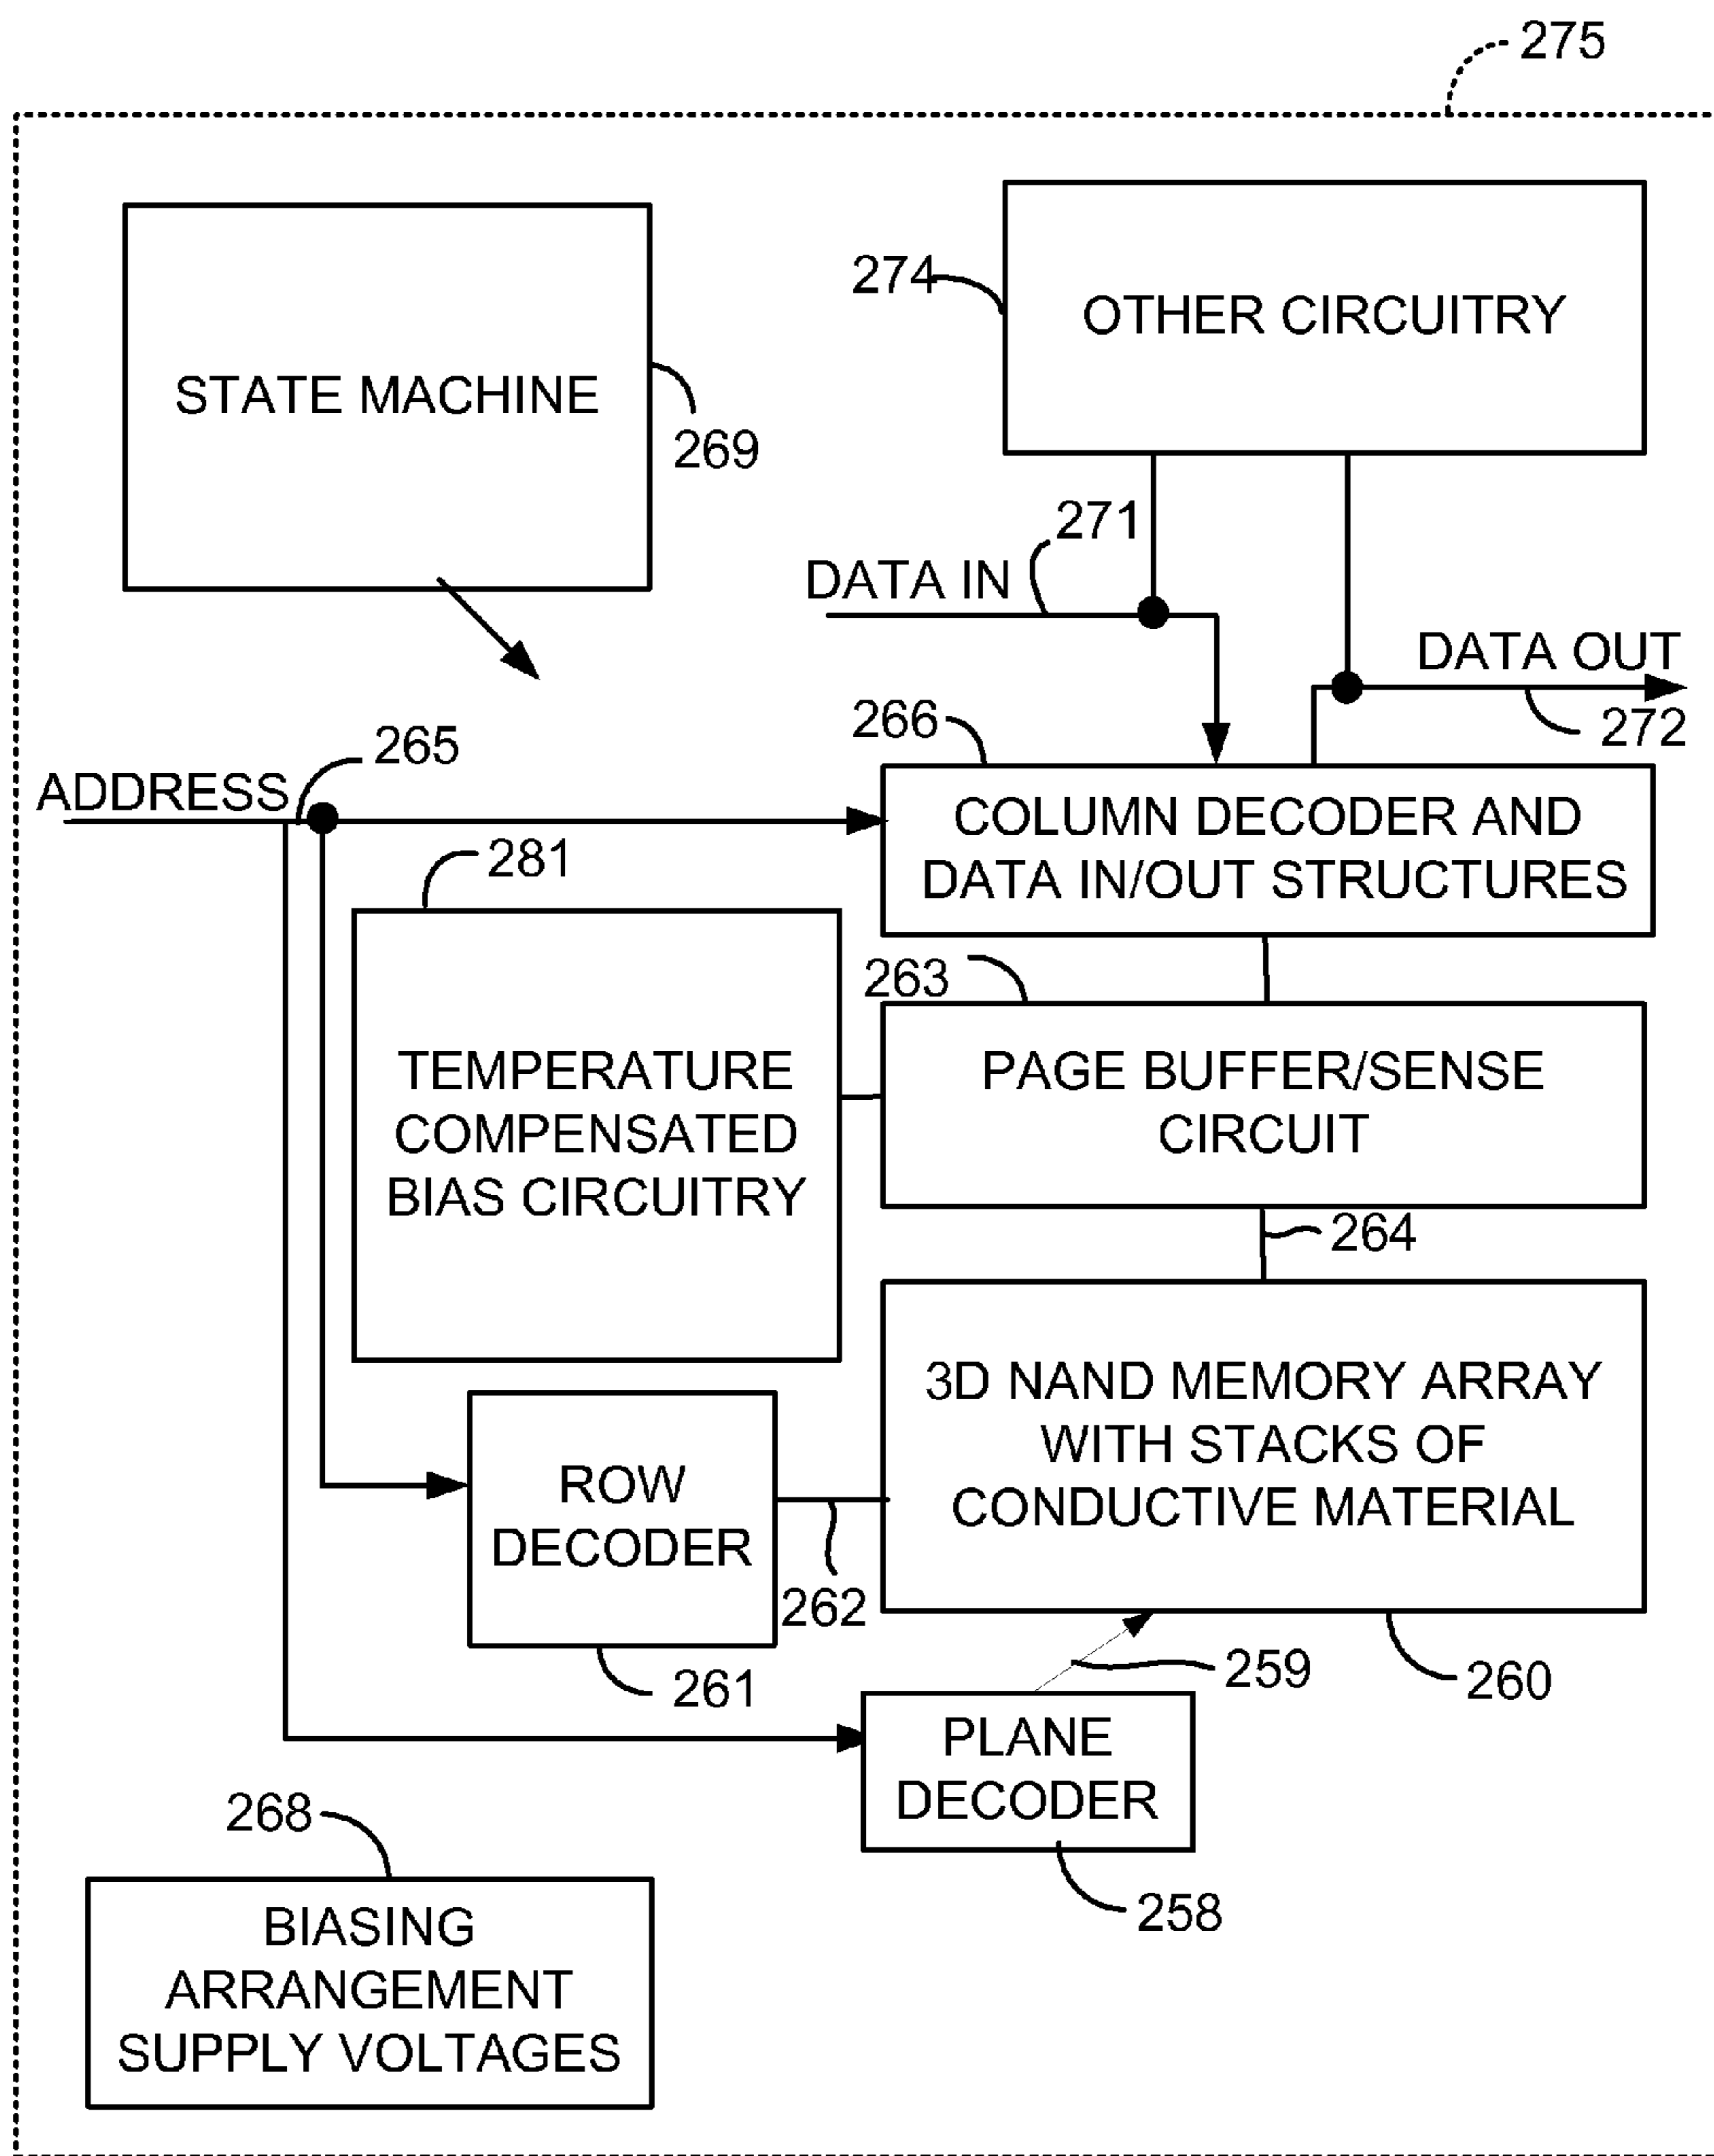 275
STATE MACHINE
269
274
OTHER CIRCUITRY
271
DATA IN
DATA OUT
272
266
265
ADDRESS
COLUMN DECODER AND
DATA IN/OUT STRUCTURES
281
263
TEMPERATURE
COMPENSATED
BIAS CIRCUITRY
PAGE BUFFER/SENSE
CIRCUIT
264
3D NAND MEMORY ARRAY
WITH STACKS OF
CONDUCTIVE MATERIAL
ROW
DECODER
262
261
259
260
PLANE
DECODER
258
268
BIASING
ARRANGEMENT
SUPPLY VOLTAGES